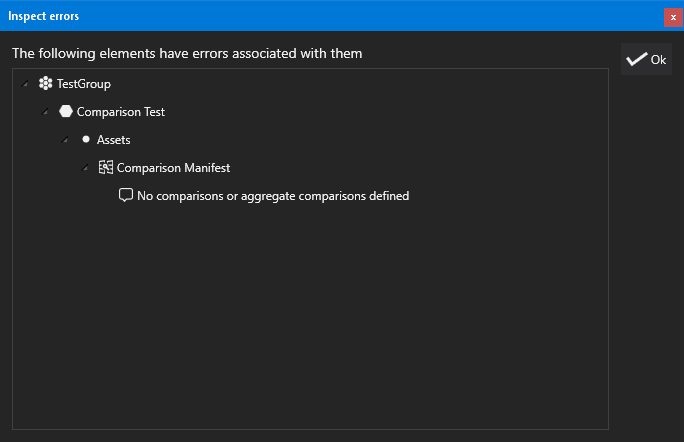 Inspect errors
x
The following elements have errors associated with them
Ok
TestGroup
Comparison Test
Assets
Comparison Manifest
No comparisons or aggregate comparisons defined